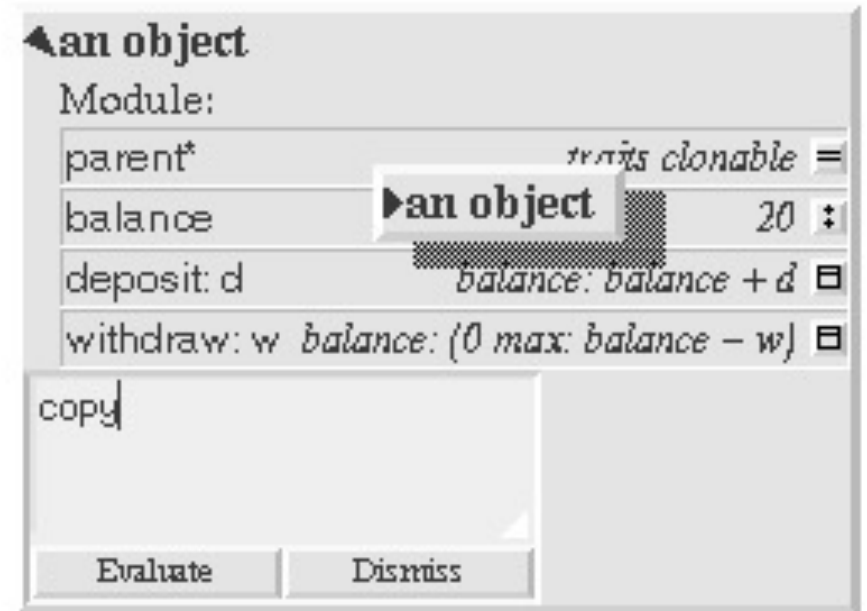 an object
Module:
parent* traits clonable =
an object
balance 20 :
deposit: d balance: balance + d
withdraw: w balance: (0 max: balance – w)
copy
Evaluate Dismiss